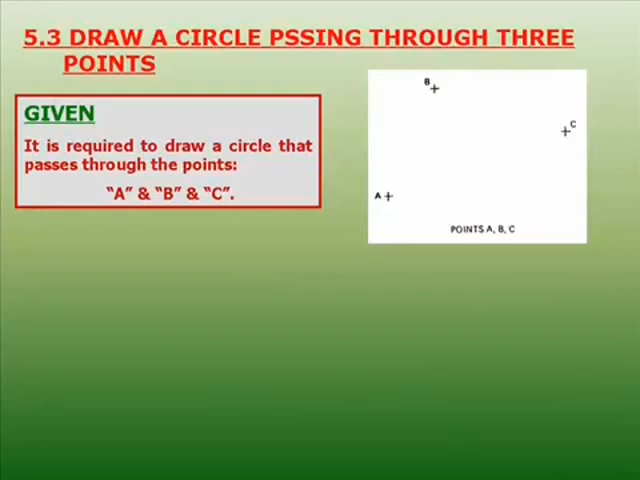 5.3 DRAW A CIRCLE PSSING THROUGH THREE
POINTS
GIVEN
It is required to draw a circle that
passes through the points:
“A” & “B” & “C”.
B
C
A
POINTS A, B, C